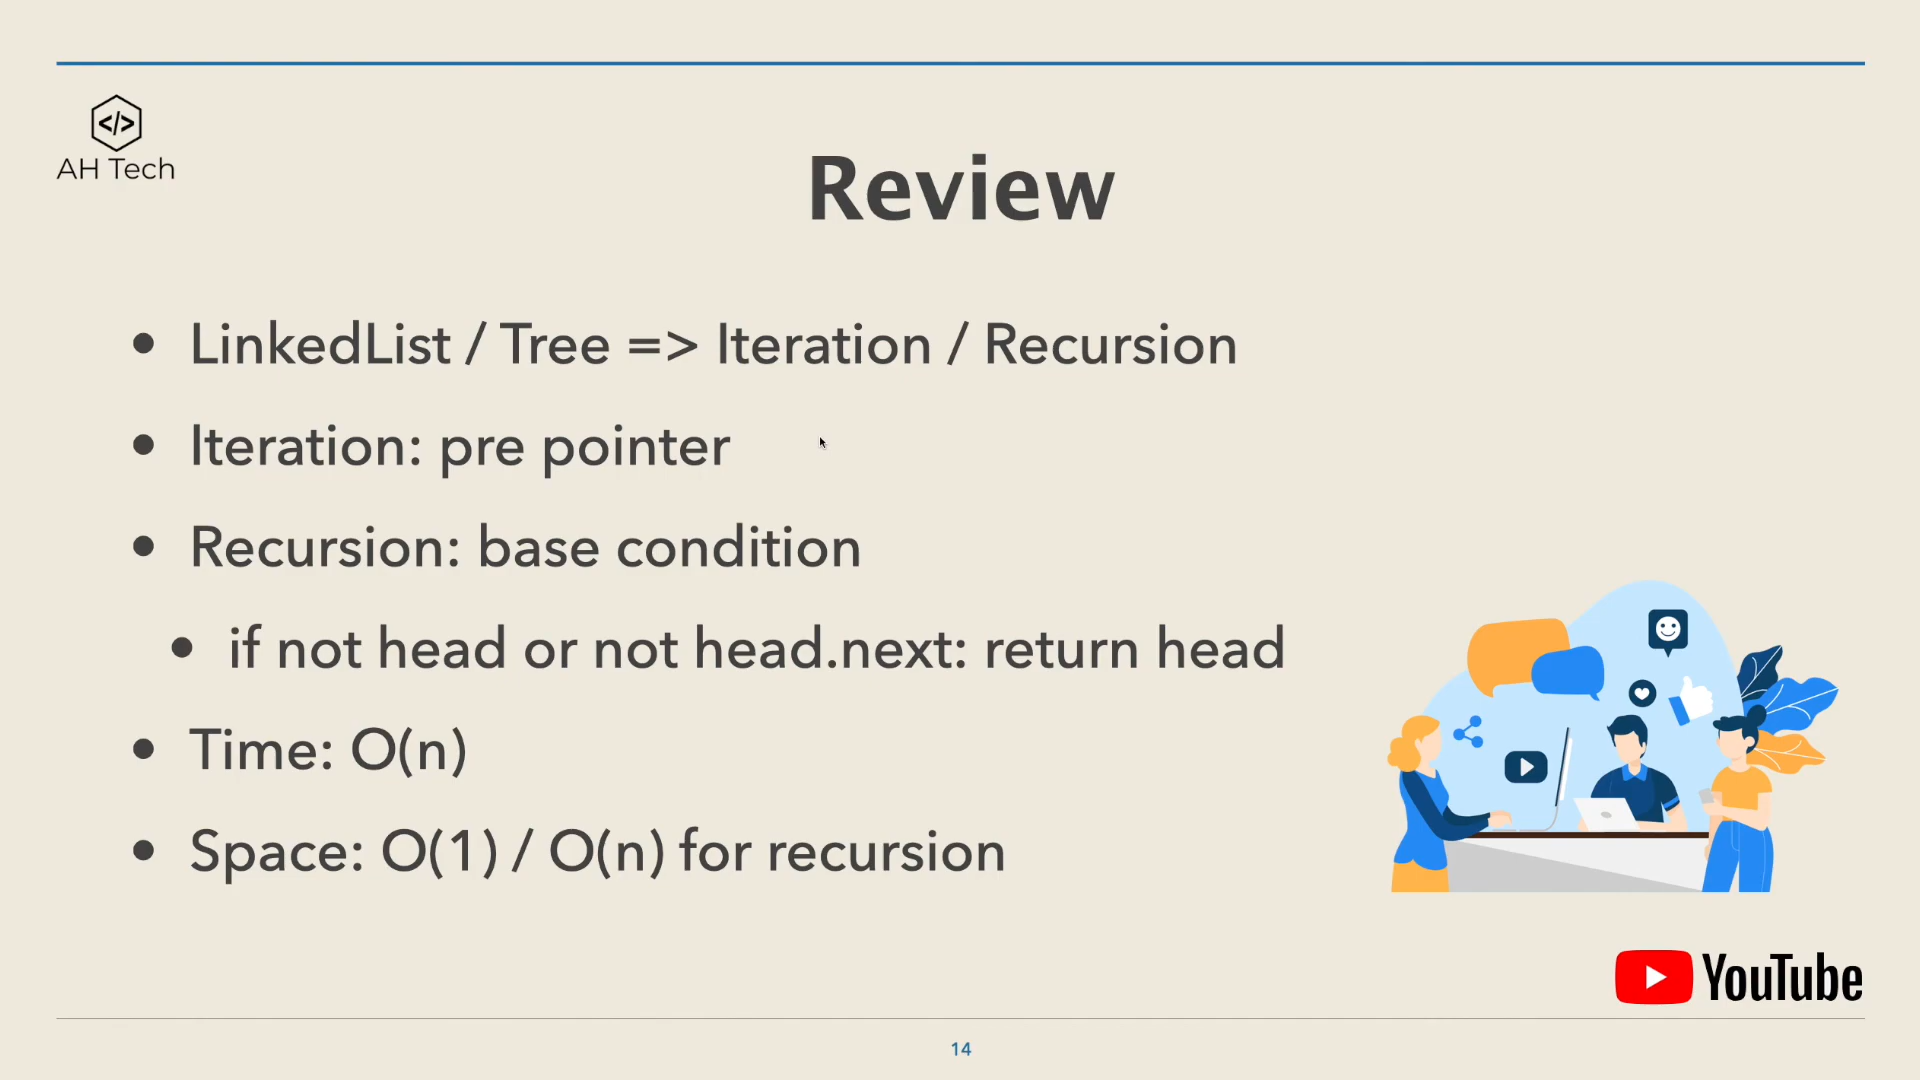 </>
AH Tech
Review
• LinkedList / Tree => Iteration / Recursion
• Iteration: pre pointer
• Recursion: base condition
• if not head or not head.next: return head
• Time: O(n)
• Space: O(1) / O(n) for recursion
YouTube
14